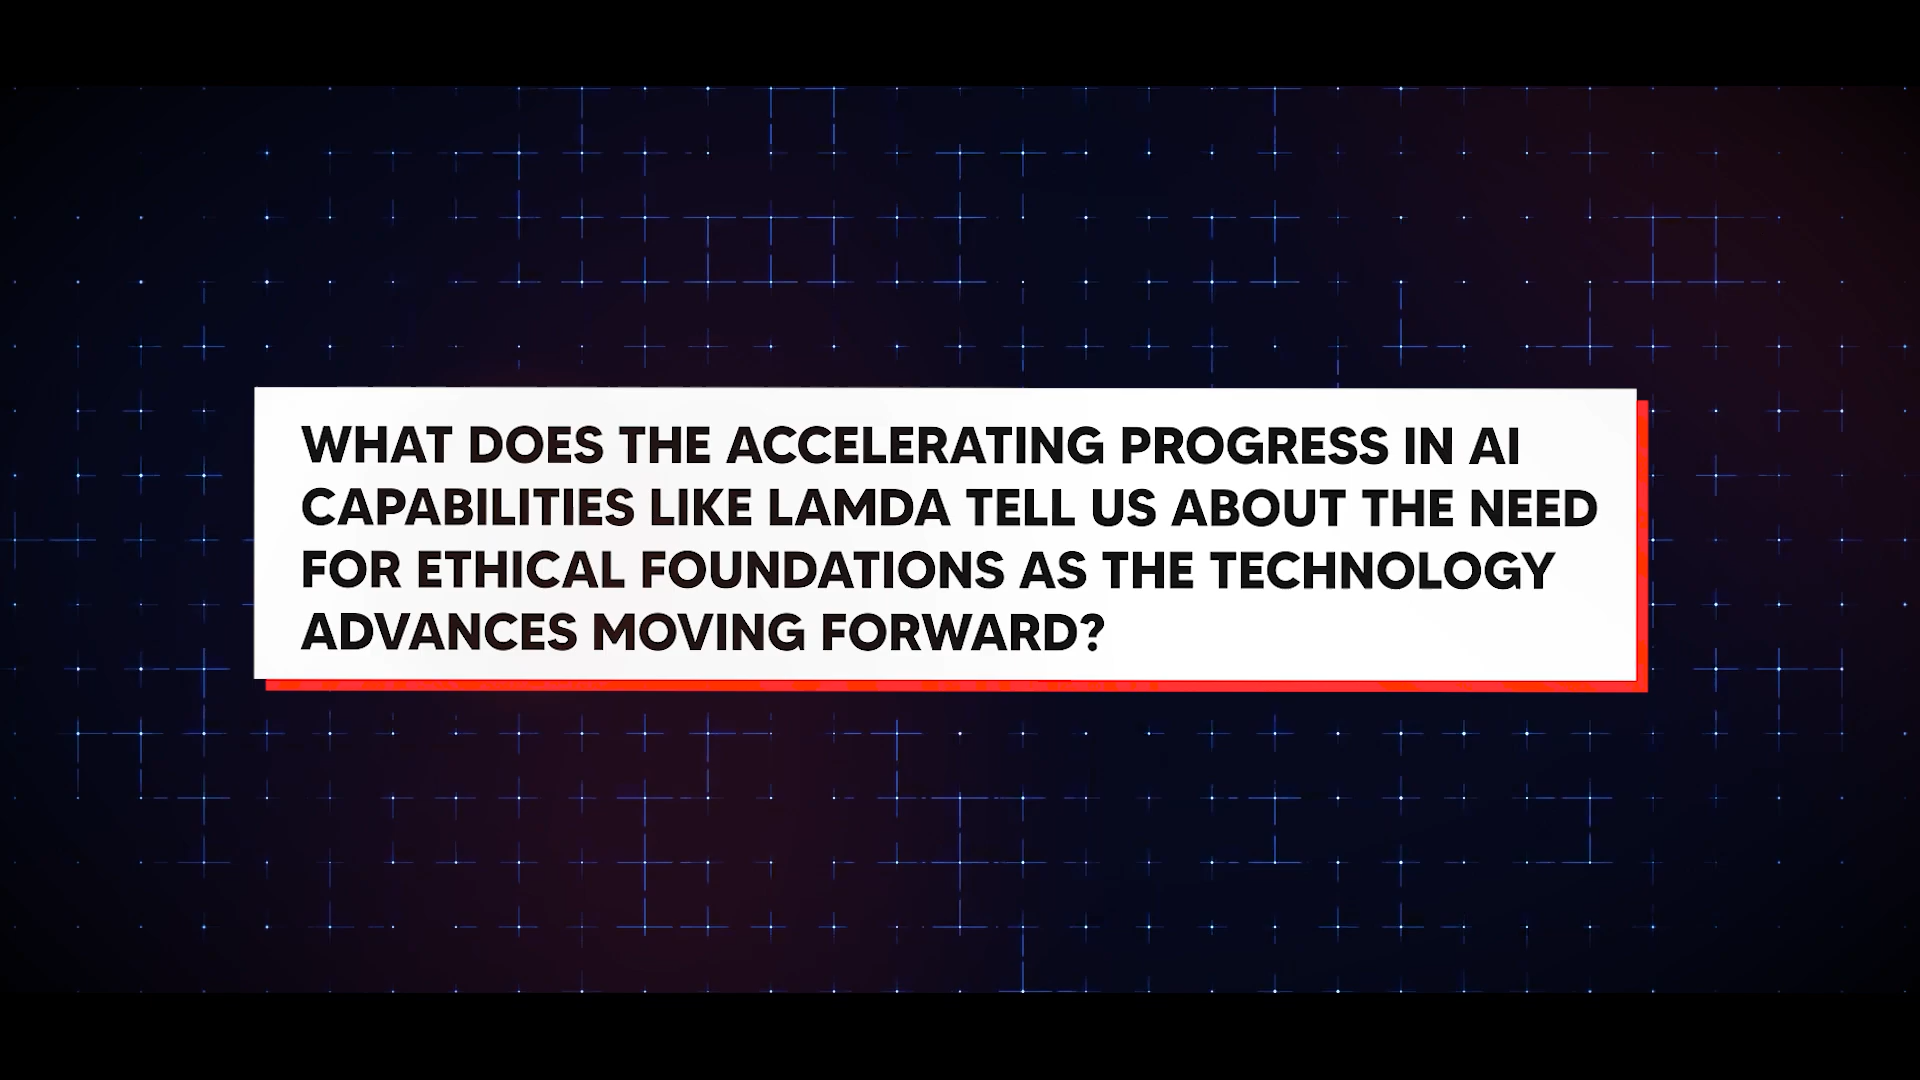 WHAT DOES THE ACCELERATING PROGRESS IN AI
CAPABILITIES LIKE LAMDA TELL US ABOUT THE NEED
FOR ETHICAL FOUNDATIONS AS THE TECHNOLOGY
ADVANCES MOVING FORWARD?